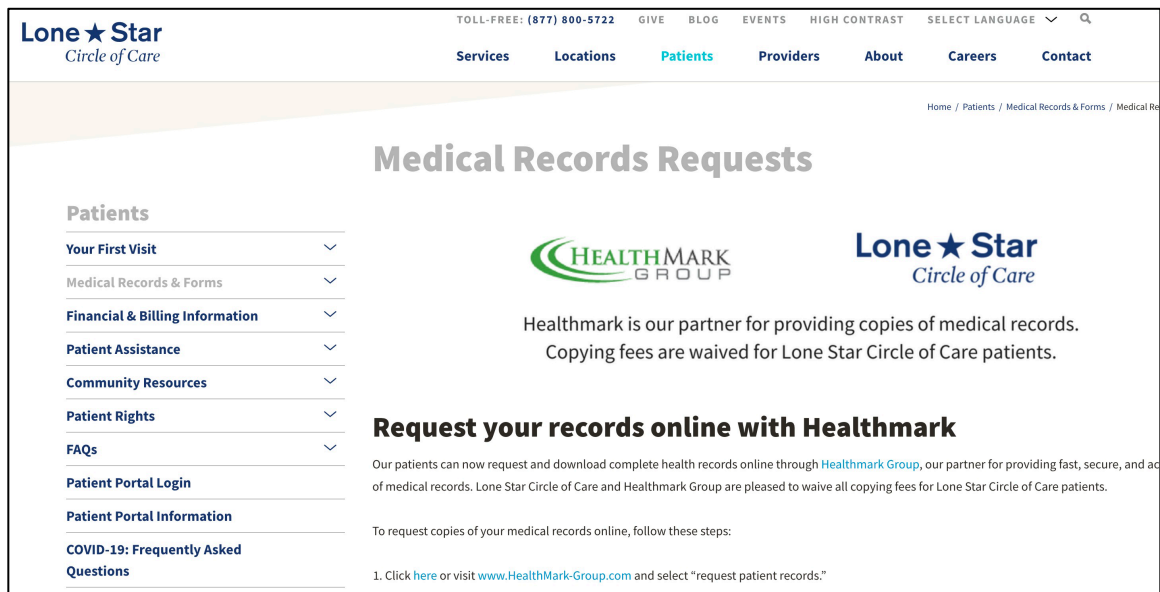 Lone ★ Star
Circle of Care
TOLL-FREE: (877) 800-5722 GIVE BLOG EVENTS HIGH CONTRAST SELECT LANGUAGE
Services Locations Patients Providers About Careers Contact
Home / Patients / Medical Records & Forms / Medical Re
Medical Records Requests
Patients
Your First Visit
Medical Records & Forms
Financial & Billing Information
Patient Assistance
Community Resources
Patient Rights
FAQs
Patient Portal Login
Patient Portal Information
COVID-19: Frequently Asked
Questions
HEALTHMARK
GROUP
Lone ★ Star
Circle of Care
Healthmark is our partner for providing copies of medical records.
Copying fees are waived for Lone Star Circle of Care patients.
Request your records online with Healthmark
Our patients can now request and download complete health records online through Healthmark Group, our partner for providing fast, secure, and ac
of medical records. Lone Star Circle of Care and Healthmark Group are pleased to waive all copying fees for Lone Star Circle of Care patients.
To request copies of your medical records online, follow these steps:
1. Click here or visit www.HealthMark-Group.com and select “request patient records.”